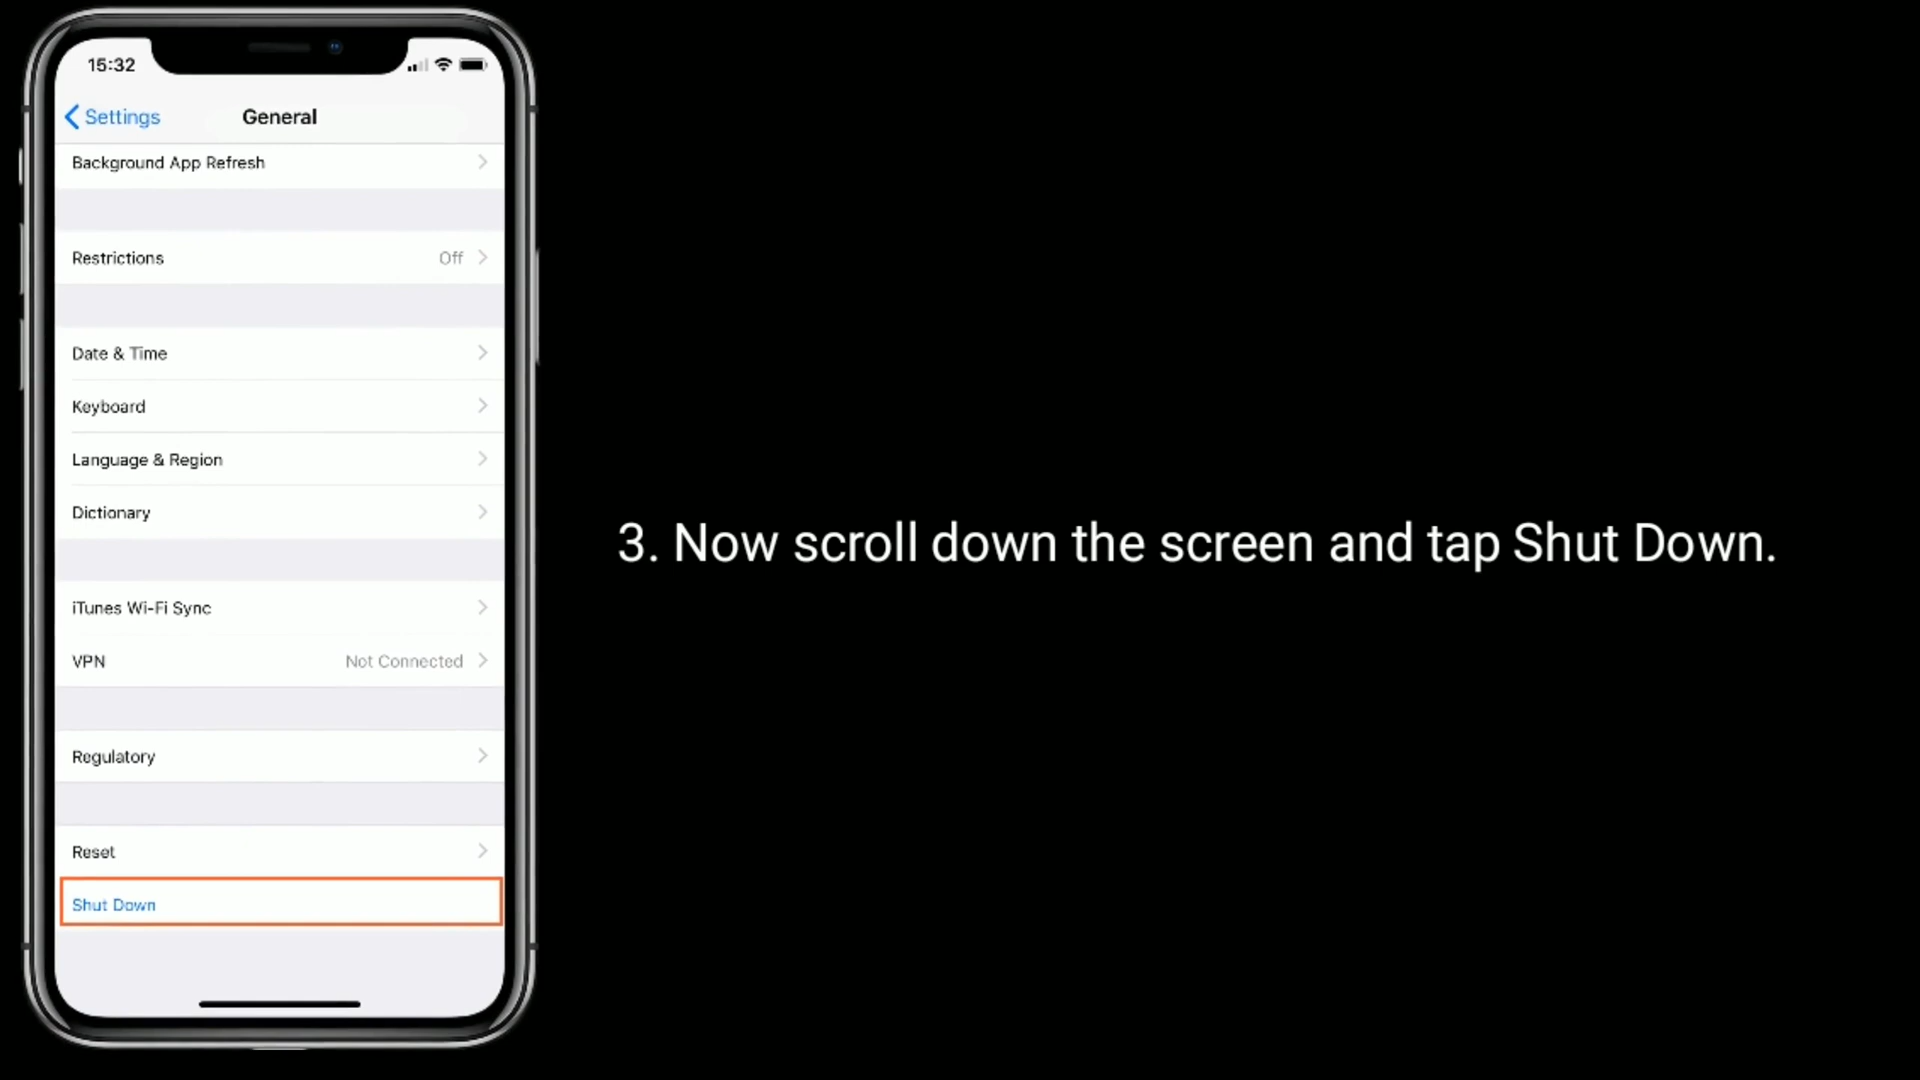 15:32
Settings
General
Background App Refresh
Restrictions Off
Date & Time
Keyboard
Language & Region
Dictionary
iTunes Wi-Fi Sync
VPN Not Connected
Regulatory
Reset
Shut Down
3. Now scroll down the screen and tap Shut Down.